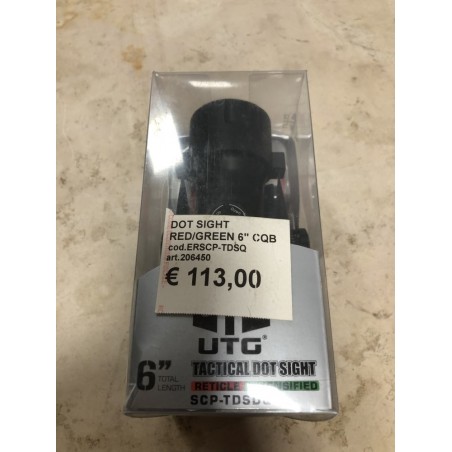 DOT SIGHT
RED/GREEN 6" CQB
cod.ERSCP-TDSQ
art.206450
€ 113,00
UTG®
6” TOTAL LENGTH
TACTICAL DOT SIGHT
RETICLE
SCP-TDSD